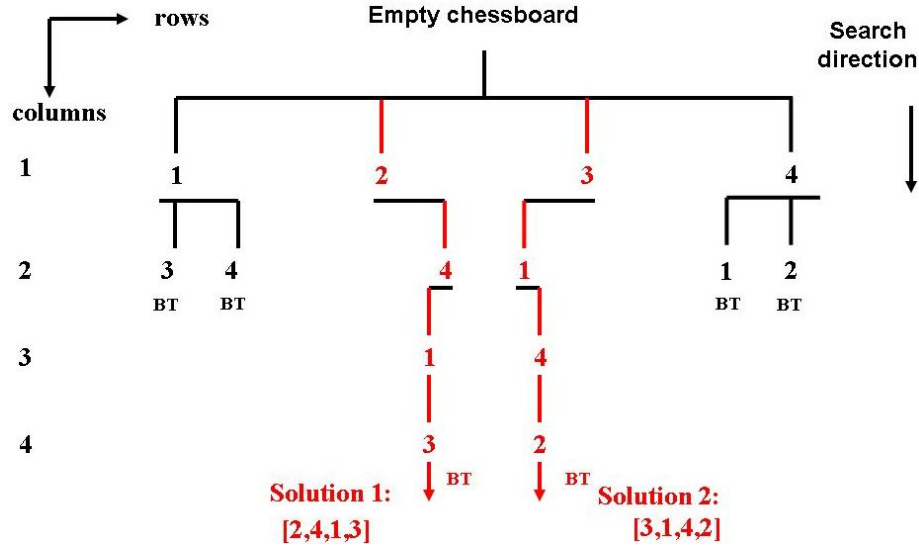 rows
Empty chessboard
Search
direction
columns
1
1 2 3 4
2
3 4 4 1 1 2
BT BT BT BT
3
1 4
4
3 2
BT BT
Solution 1:
[2,4,1,3]
Solution 2:
[3,1,4,2]